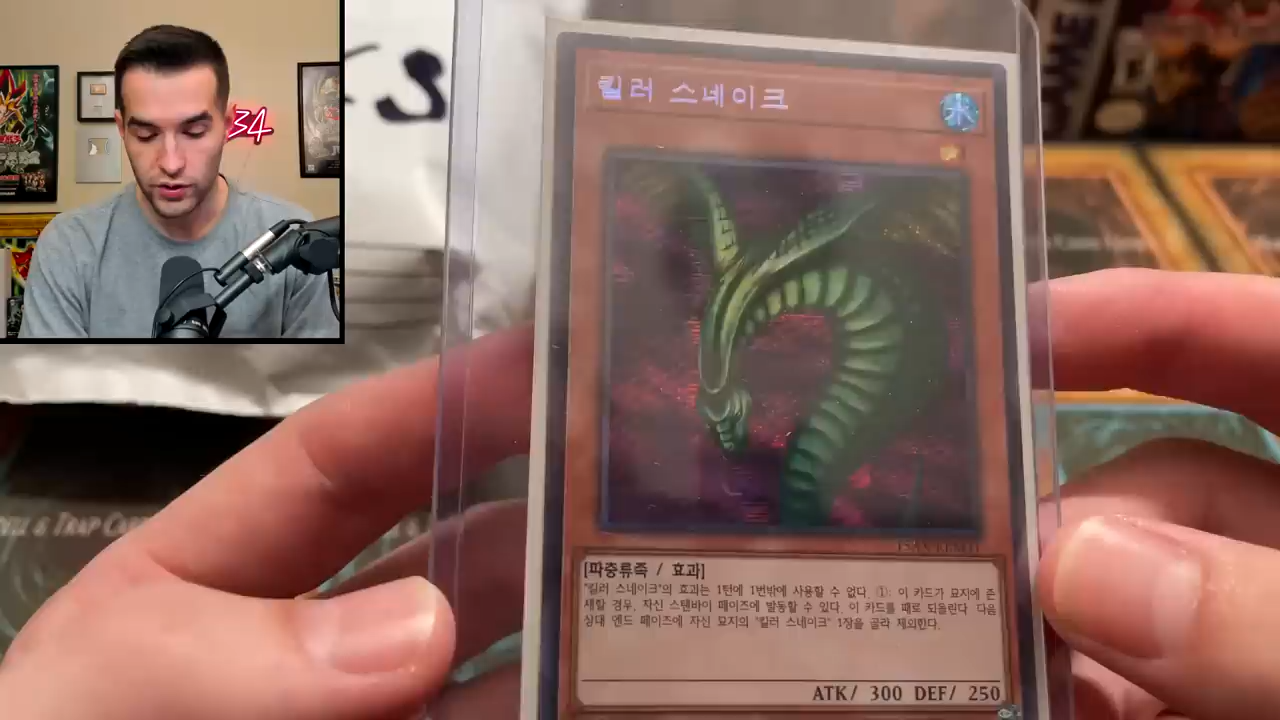 34
킬러 스네이크
水
[파충류족 / 효과]
"킬러 스네이크"의 효과는 1턴에 1번밖에 사용할 수 없다. ①: 이 카드가 묘지에 존
재할 경우, 자신 스탠바이 페이즈에 발동할 수 있다. 이 카드를 패로 되돌린다. 다음
상대 엔드 페이즈에 자신 묘지의 "킬러 스네이크" 1장을 골라 제외한다.
ATK/ 300 DEF/ 250